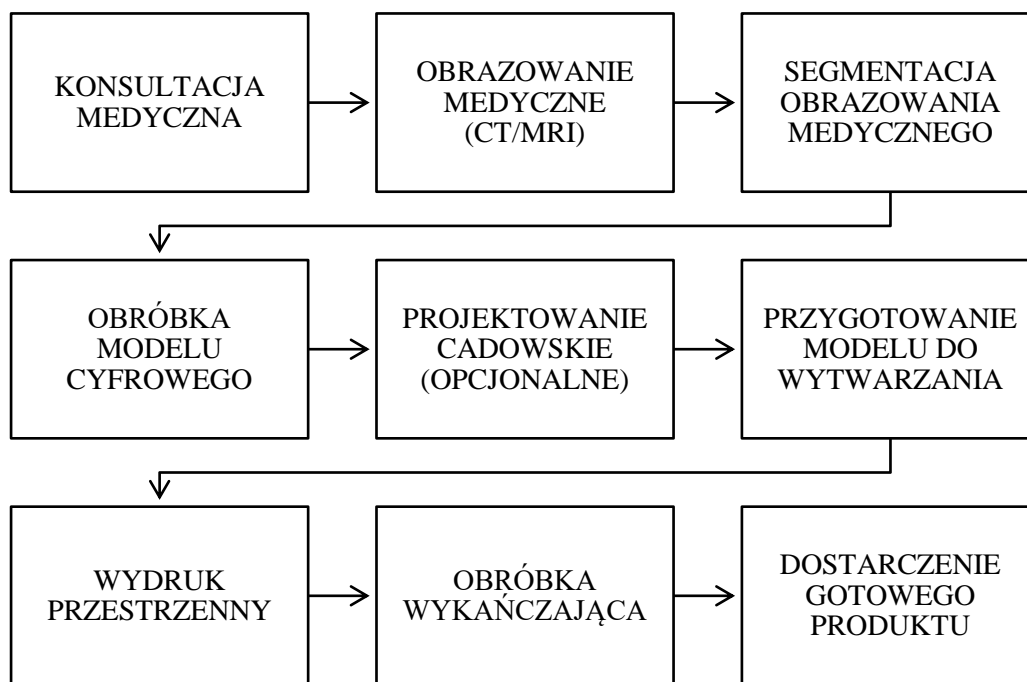 KONSULTACJA
MEDYCZNA
OBRAZOWANIE
MEDYCZNE
(CT/MRI)
SEGMENTACJA
OBRAZOWANIA
MEDYCZNEGO
OBRÓBKA
MODELU
CYFROWEGO
PROJEKTOWANIE
CADOWSKIE
(OPCJONALNE)
PRZYGOTOWANIE
MODELU DO
WYTWARZANIA
WYDRUK
PRZESTRZENNY
OBRÓBKA
WYKAŃCZAJĄCA
DOSTARCZENIE
GOTOWEGO
PRODUKTU